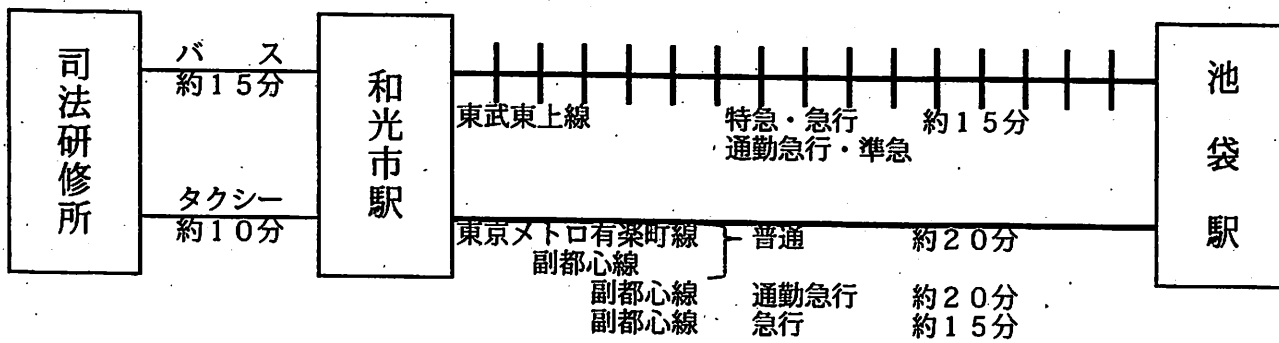 司法研修所
バス
約15分
タクシー
約10分
和光市駅
東武東上線 特急・急行 約15分
通勤急行・準急
東京メトロ有楽町線 普通 約20分
副都心線
副都心線 通勤急行 約20分
副都心線 急行 約15分
池袋駅